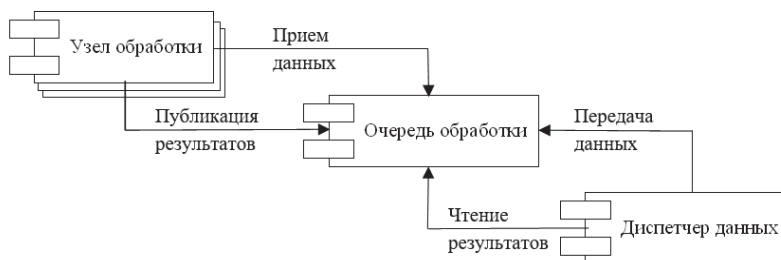 Узел обработки
Прием
данных
Публикация
результатов
Очередь обработки
Передача
данных
Чтение
результатов
Диспетчер данных